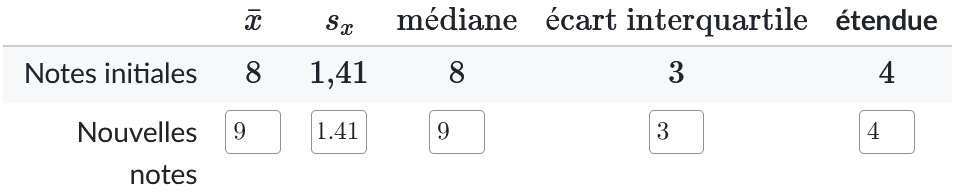 x̄ sₓ médiane écart interquartile étendue
Notes initiales 8 1,41 8 3 4
Nouvelles 9 1.41 9 3 4
notes